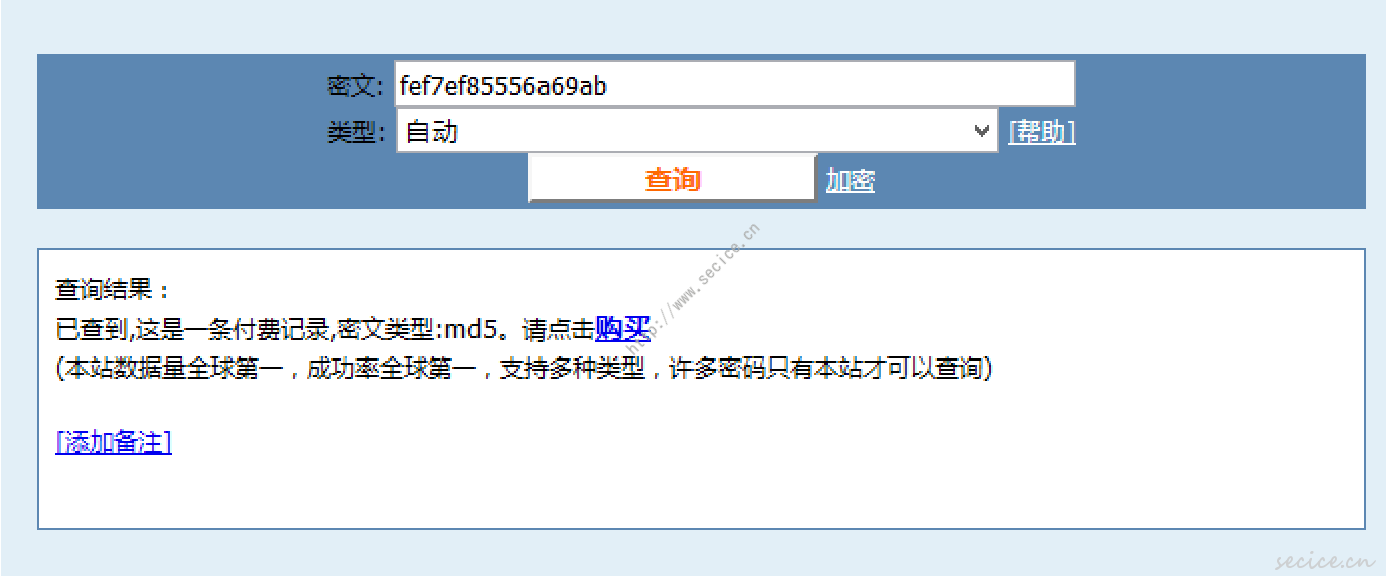 密文: fef7ef85556a69ab
类型: 自动 [帮助]
查询 加密
查询结果：
已查到,这是一条付费记录,密文类型:md5。请点击购买
(本站数据量全球第一，成功率全球第一，支持多种类型，许多密码只有本站才可以查询)
[添加备注]
http://www.secice.cn
secice.cn